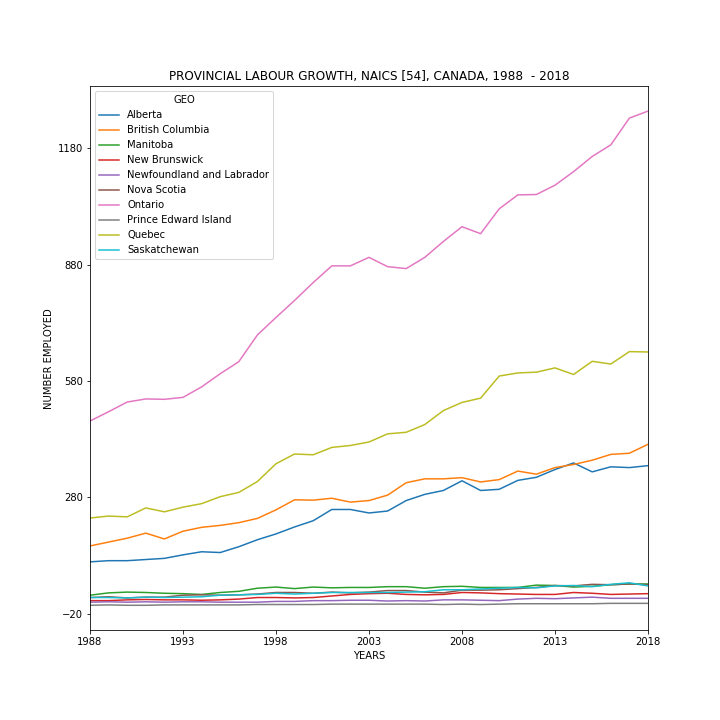 PROVINCIAL LABOUR GROWTH, NAICS [54], CANADA, 1988 - 2018
GEO
Alberta
British Columbia
Manitoba
New Brunswick
Newfoundland and Labrador
Nova Scotia
Ontario
Prince Edward Island
Quebec
Saskatchewan
NUMBER EMPLOYED
1180
880
580
280
−20
1988 1993 1998 2003 2008 2013 2018
YEARS